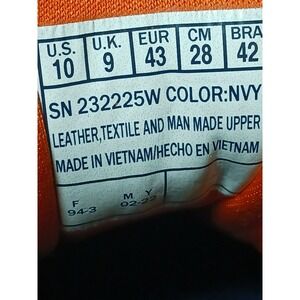 U.S. U.K. EUR CM BRA
10 9 43 28 42
SN 232225W COLOR:NVY
LEATHER,TEXTILE AND MAN MADE UPPER
MADE IN VIETNAM/HECHO EN VIETNAM
F M Y
94-3 02-22